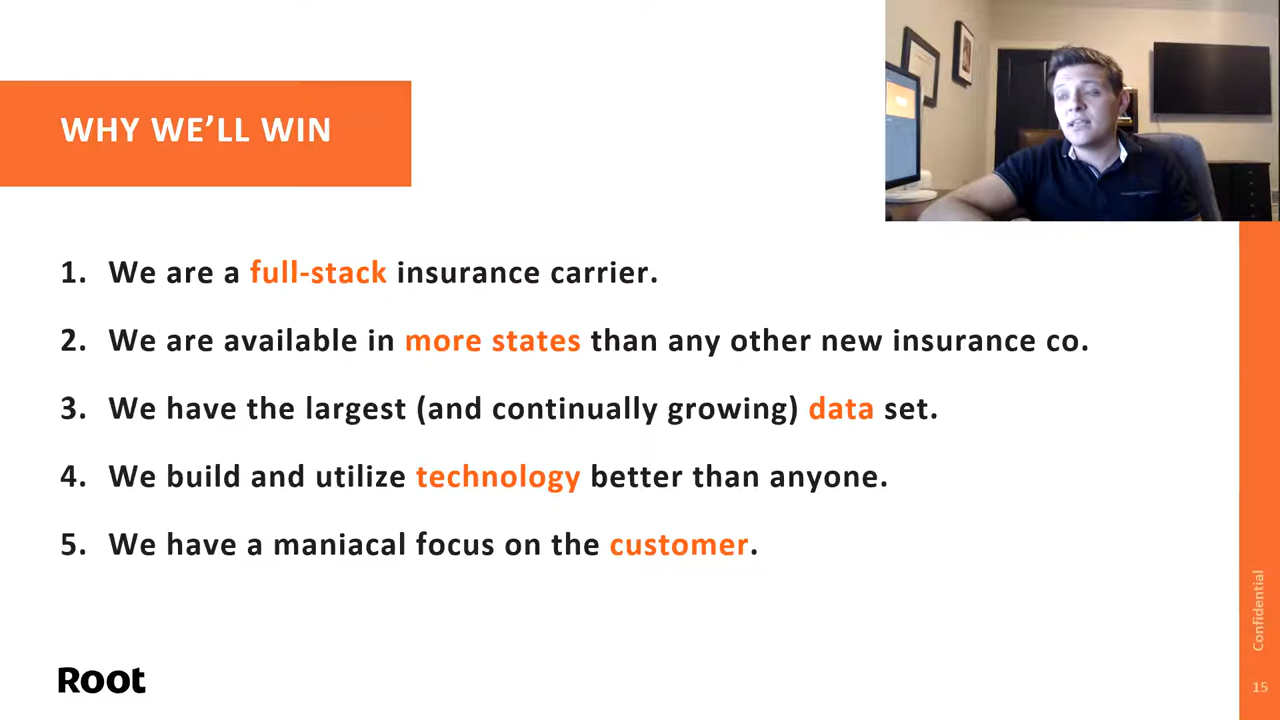 WHY WE’LL WIN
1. We are a full-stack insurance carrier.
2. We are available in more states than any other new insurance co.
3. We have the largest (and continually growing) data set.
4. We build and utilize technology better than anyone.
5. We have a maniacal focus on the customer.
Root
Confidential
15